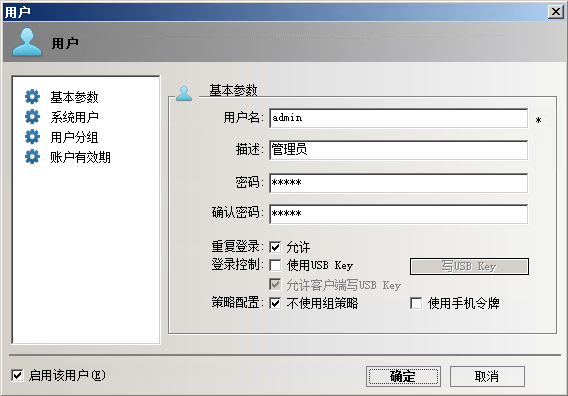 用户
用户
基本参数
系统用户
用户分组
账户有效期
基本参数
用户名: admin *
描述: 管理员
密码: *****
确认密码: *****
重复登录: 允许
登录控制: 使用USB Key 写USB Key
允许客户端写USB Key
策略配置: 不使用组策略 使用手机令牌
启用该用户(E) 确定 取消